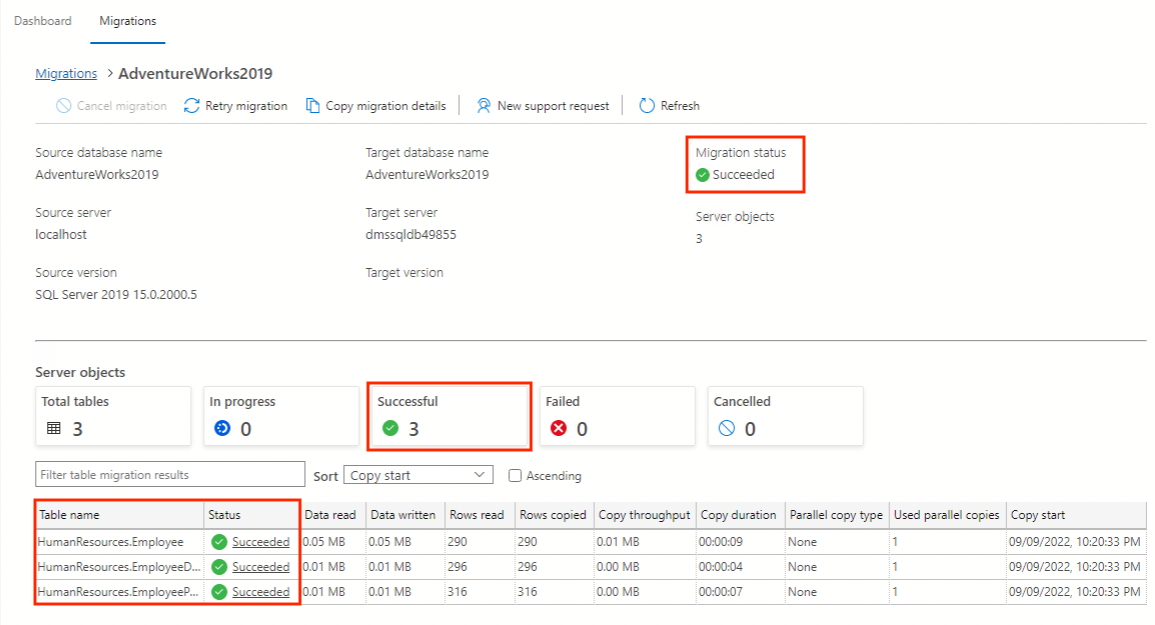 Dashboard Migrations
Migrations > AdventureWorks2019
Cancel migration Retry migration Copy migration details New support request Refresh
Source database name Target database name Migration status
AdventureWorks2019 AdventureWorks2019 Succeeded
Source server Target server Server objects
localhost dmssqldb49855 3
Source version Target version
SQL Server 2019 15.0.2000.5
Server objects
Total tables In progress Successful Failed Cancelled
3 0 3 0 0
Filter table migration results Sort Copy start Ascending
Table name Status Data read Data written Rows read Rows copied Copy throughput Copy duration Parallel copy type Used parallel copies Copy start
HumanResources.Employee Succeeded 0.05 MB 0.05 MB 290 290 0.01 MB 00:00:09 None 1 09/09/2022, 10:20:33 PM
HumanResources.EmployeeD... Succeeded 0.01 MB 0.01 MB 296 296 0.00 MB 00:00:04 None 1 09/09/2022, 10:20:33 PM
HumanResources.EmployeeP... Succeeded 0.01 MB 0.01 MB 316 316 0.00 MB 00:00:07 None 1 09/09/2022, 10:20:33 PM